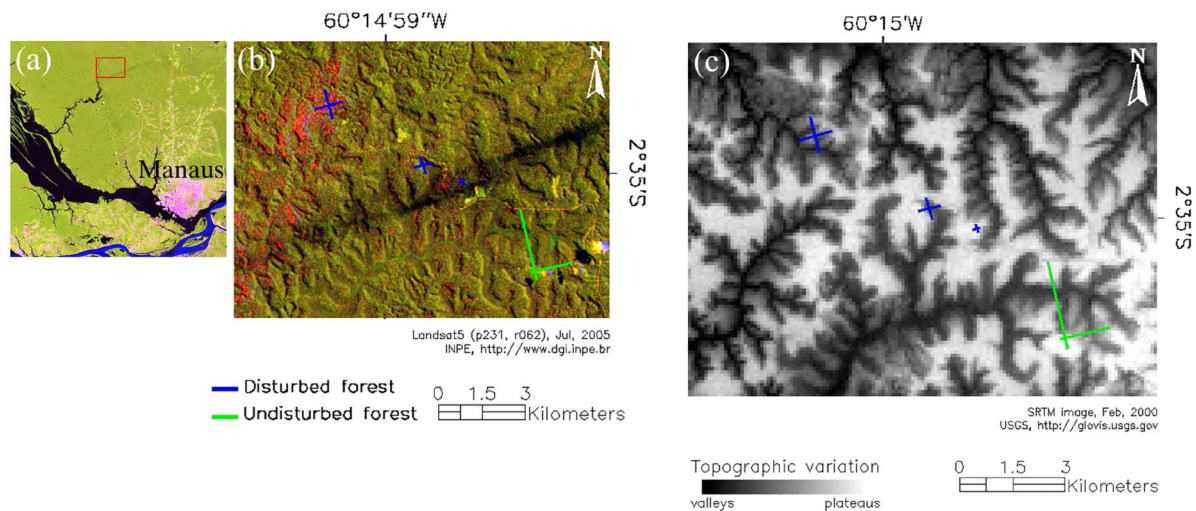 (a)
Manaus
60°14'59''W
(b)
N
2°35'S
Landsat5 (p231, r062), Jul, 2005
INPE, http://www.dgi.inpe.br
Disturbed forest
Undisturbed forest
0 1.5 3
Kilometers
60°15'W
(c)
N
2°35'S
SRTM image, Feb, 2000
USGS, http://glovis.usgs.gov
Topographic variation
valleys plateaus
0 1.5 3
Kilometers